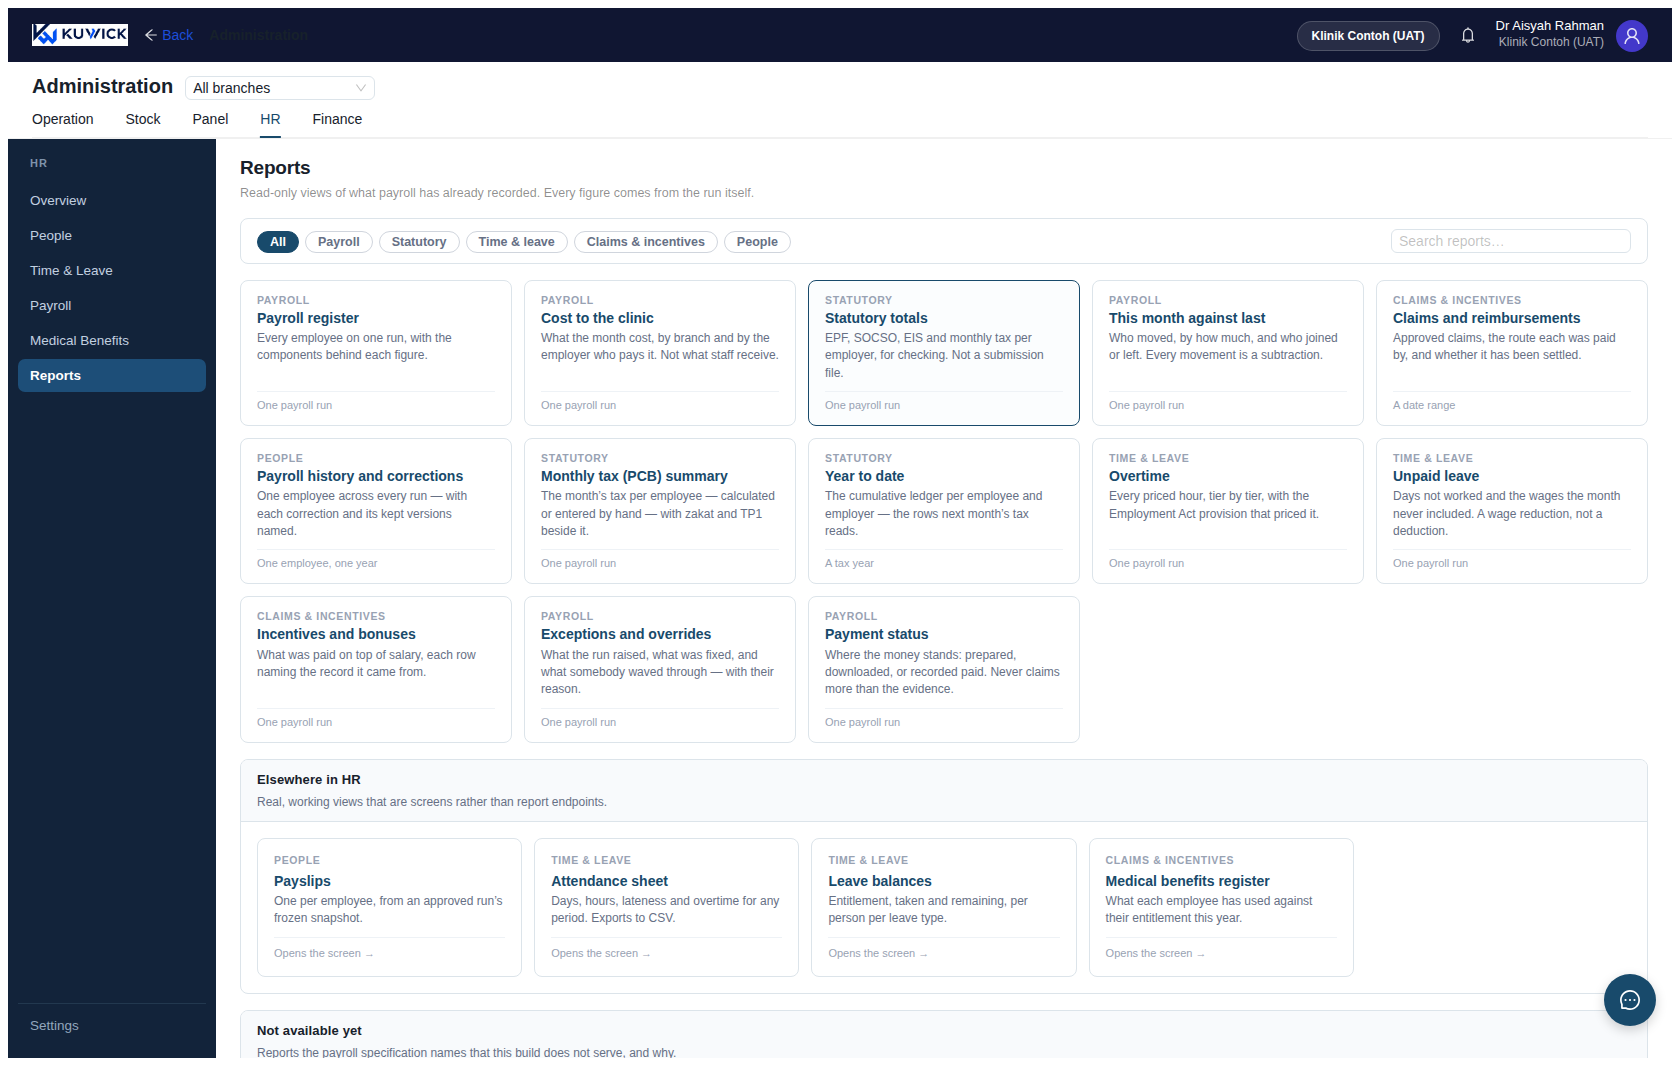 KUWICK
Back
Administration
Klinik Contoh (UAT)
Dr Aisyah Rahman
Klinik Contoh (UAT)
Administration
All branches
Operation
Stock
Panel
HR
Finance
HR
Overview
People
Time & Leave
Payroll
Medical Benefits
Reports
Settings
Reports
Read-only views of what payroll has already recorded. Every figure comes from the run itself.
All
Payroll
Statutory
Time & leave
Claims & incentives
People
Search reports…
PAYROLL
Payroll register
Every employee on one run, with the
components behind each figure.
One payroll run
PAYROLL
Cost to the clinic
What the month cost, by branch and by the
employer who pays it. Not what staff receive.
One payroll run
STATUTORY
Statutory totals
EPF, SOCSO, EIS and monthly tax per
employer, for checking. Not a submission
file.
One payroll run
PAYROLL
This month against last
Who moved, by how much, and who joined
or left. Every movement is a subtraction.
One payroll run
CLAIMS & INCENTIVES
Claims and reimbursements
Approved claims, the route each was paid
by, and whether it has been settled.
A date range
PEOPLE
Payroll history and corrections
One employee across every run — with
each correction and its kept versions
named.
One employee, one year
STATUTORY
Monthly tax (PCB) summary
The month’s tax per employee — calculated
or entered by hand — with zakat and TP1
beside it.
One payroll run
STATUTORY
Year to date
The cumulative ledger per employee and
employer — the rows next month’s tax
reads.
A tax year
TIME & LEAVE
Overtime
Every priced hour, tier by tier, with the
Employment Act provision that priced it.
One payroll run
TIME & LEAVE
Unpaid leave
Days not worked and the wages the month
never included. A wage reduction, not a
deduction.
One payroll run
CLAIMS & INCENTIVES
Incentives and bonuses
What was paid on top of salary, each row
naming the record it came from.
One payroll run
PAYROLL
Exceptions and overrides
What the run raised, what was fixed, and
what somebody waved through — with their
reason.
One payroll run
PAYROLL
Payment status
Where the money stands: prepared,
downloaded, or recorded paid. Never claims
more than the evidence.
One payroll run
Elsewhere in HR
Real, working views that are screens rather than report endpoints.
PEOPLE
Payslips
One per employee, from an approved run’s
frozen snapshot.
Opens the screen →
TIME & LEAVE
Attendance sheet
Days, hours, lateness and overtime for any
period. Exports to CSV.
Opens the screen →
TIME & LEAVE
Leave balances
Entitlement, taken and remaining, per
person per leave type.
Opens the screen →
CLAIMS & INCENTIVES
Medical benefits register
What each employee has used against
their entitlement this year.
Opens the screen →
Not available yet
Reports the payroll specification names that this build does not serve, and why.